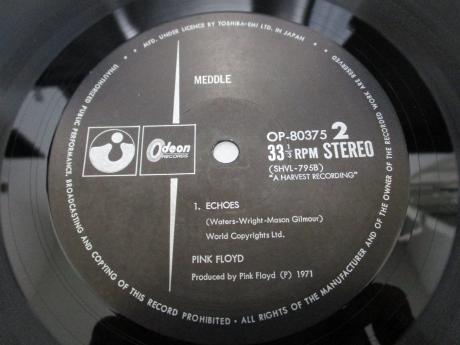 • MFD. UNDER LICENCE BY TOSHIBA-EMI LTD. IN JAPAN •
UNAUTHORIZED PUBLIC PERFORMANCE, BROADCASTING AND COPYING OF THIS RECORD PROHIBITED • ALL RIGHTS OF THE MANUFACTURER AND OF THE OWNER OF THE RECORDED WORK ARE RESERVED
MEDDLE
Odeon
RECORDS
OP-80375 2
33 1/3 RPM STEREO
(SHVL-795B)
"A HARVEST RECORDING"
1. ECHOES
(Waters-Wright-Mason Gilmour)
World Copyrights Ltd.
PINK FLOYD
Produced by Pink Floyd (P) 1971